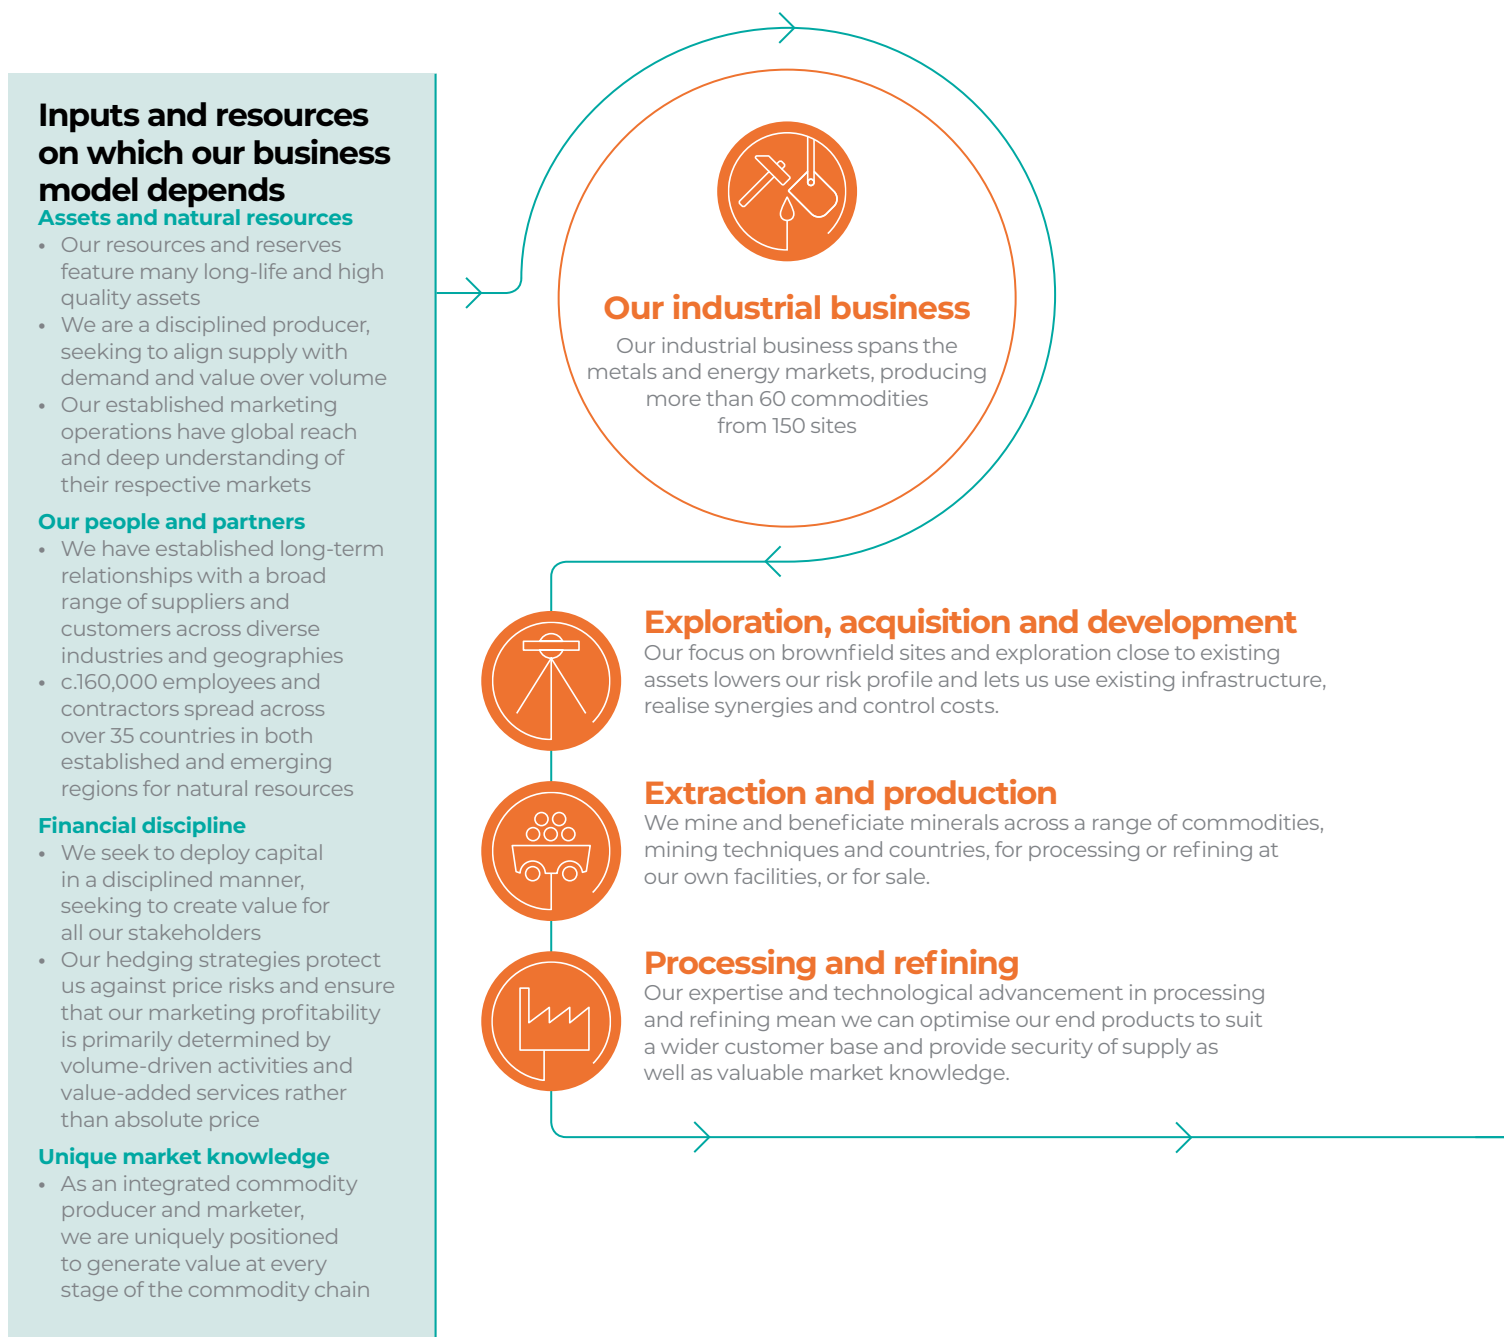 Inputs and resources
on which our business
model depends
Assets and natural resources
• Our resources and reserves
feature many long-life and high
quality assets
• We are a disciplined producer,
seeking to align supply with
demand and value over volume
• Our established marketing
operations have global reach
and deep understanding of
their respective markets
Our people and partners
• We have established long-term
relationships with a broad
range of suppliers and
customers across diverse
industries and geographies
• c.160,000 employees and
contractors spread across
over 35 countries in both
established and emerging
regions for natural resources
Financial discipline
• We seek to deploy capital
in a disciplined manner,
seeking to create value for
all our stakeholders
• Our hedging strategies protect
us against price risks and ensure
that our marketing profitability
is primarily determined by
volume-driven activities and
value-added services rather
than absolute price
Unique market knowledge
• As an integrated commodity
producer and marketer,
we are uniquely positioned
to generate value at every
stage of the commodity chain
Our industrial business
Our industrial business spans the
metals and energy markets, producing
more than 60 commodities
from 150 sites
Exploration, acquisition and development
Our focus on brownfield sites and exploration close to existing
assets lowers our risk profile and lets us use existing infrastructure,
realise synergies and control costs.
Extraction and production
We mine and beneficiate minerals across a range of commodities,
mining techniques and countries, for processing or refining at
our own facilities, or for sale.
Processing and refining
Our expertise and technological advancement in processing
and refining mean we can optimise our end products to suit
a wider customer base and provide security of supply as
well as valuable market knowledge.